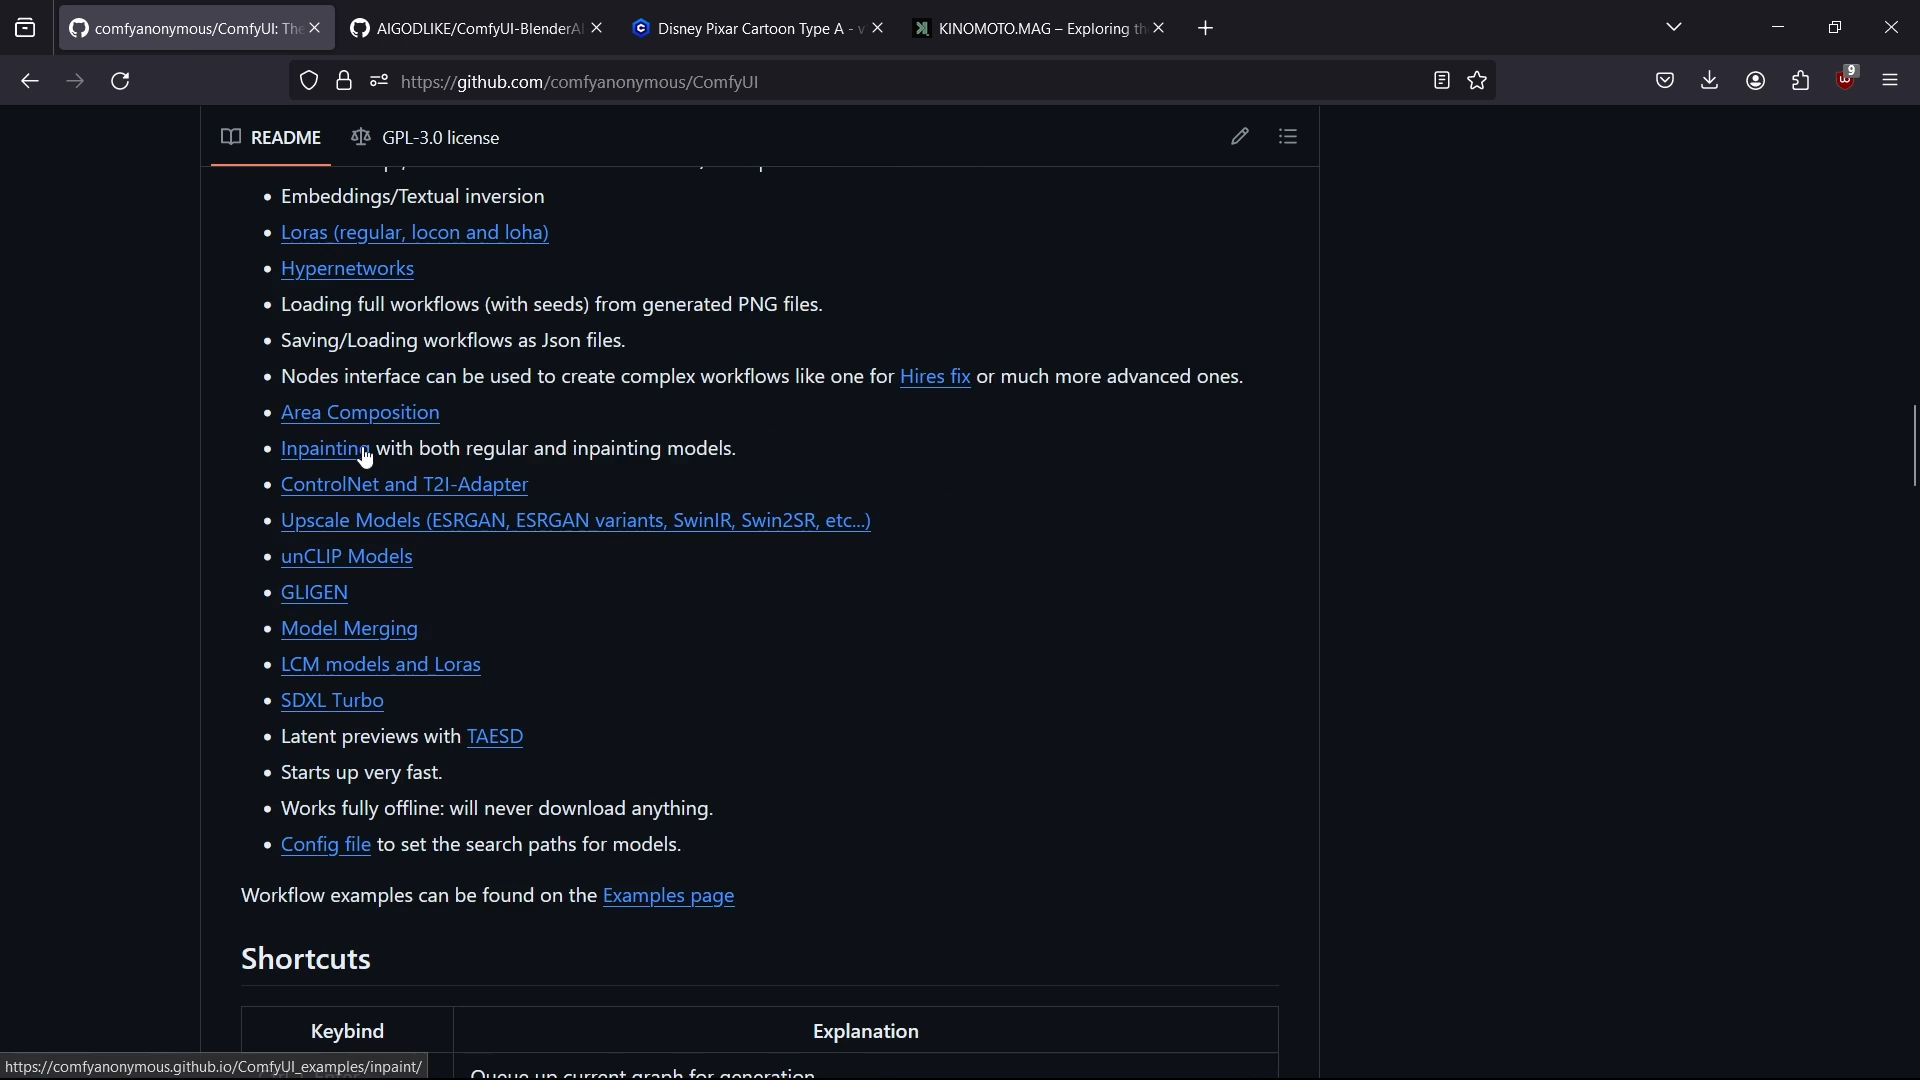 comfyanonymous/ComfyUI: The
AIGODLIKE/ComfyUI-BlenderAI
Disney Pixar Cartoon Type A - v
KINOMOTO.MAG – Exploring th
https://github.com/comfyanonymous/ComfyUI
9
README
GPL-3.0 license
Embeddings/Textual inversion
Loras (regular, locon and loha)
Hypernetworks
Loading full workflows (with seeds) from generated PNG files.
Saving/Loading workflows as Json files.
Nodes interface can be used to create complex workflows like one for Hires fix or much more advanced ones.
Area Composition
Inpainting with both regular and inpainting models.
ControlNet and T2I-Adapter
Upscale Models (ESRGAN, ESRGAN variants, SwinIR, Swin2SR, etc...)
unCLIP Models
GLIGEN
Model Merging
LCM models and Loras
SDXL Turbo
Latent previews with TAESD
Starts up very fast.
Works fully offline: will never download anything.
Config file to set the search paths for models.
Workflow examples can be found on the Examples page
Shortcuts
Keybind Explanation
https://comfyanonymous.github.io/ComfyUI_examples/inpaint/
Queue up current graph for generation